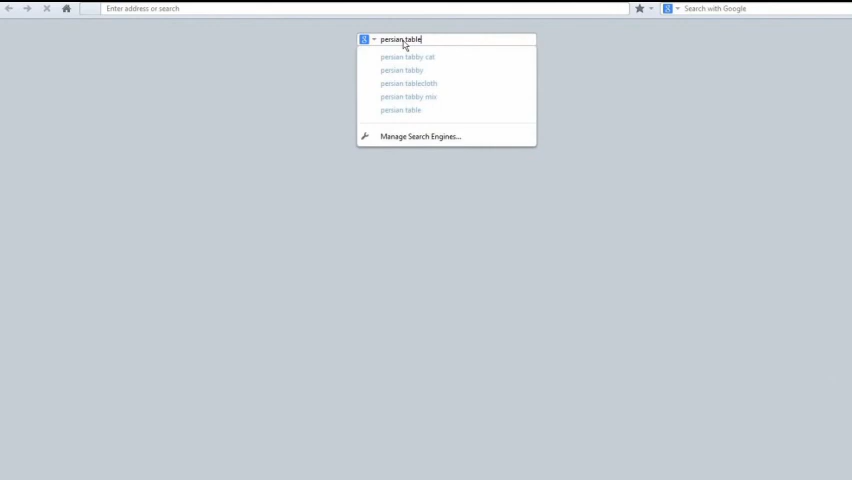 Enter address or search
Search with Google
persian table
persian tabby cat
persian tabby
persian tablecloth
persian tabby mix
persian table
Manage Search Engines...